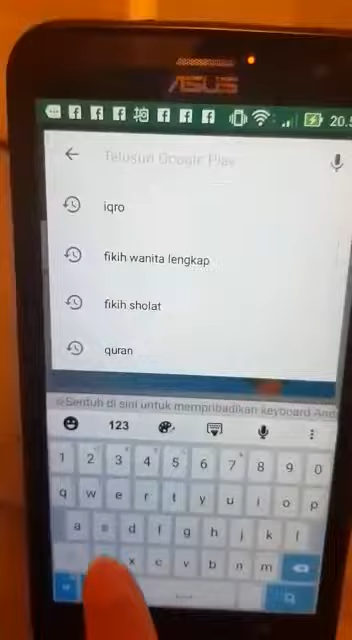 ASUS
20.5
Telusuri Google Play
iqro
fikih wanita lengkap
fikih sholat
quran
Sentuh di sini untuk mempribadikan keyboard And
123
1 2 3 4 5 6 7 8 9 0
q w e r t y u i o p
a s d f g h j k l
x c v b n m